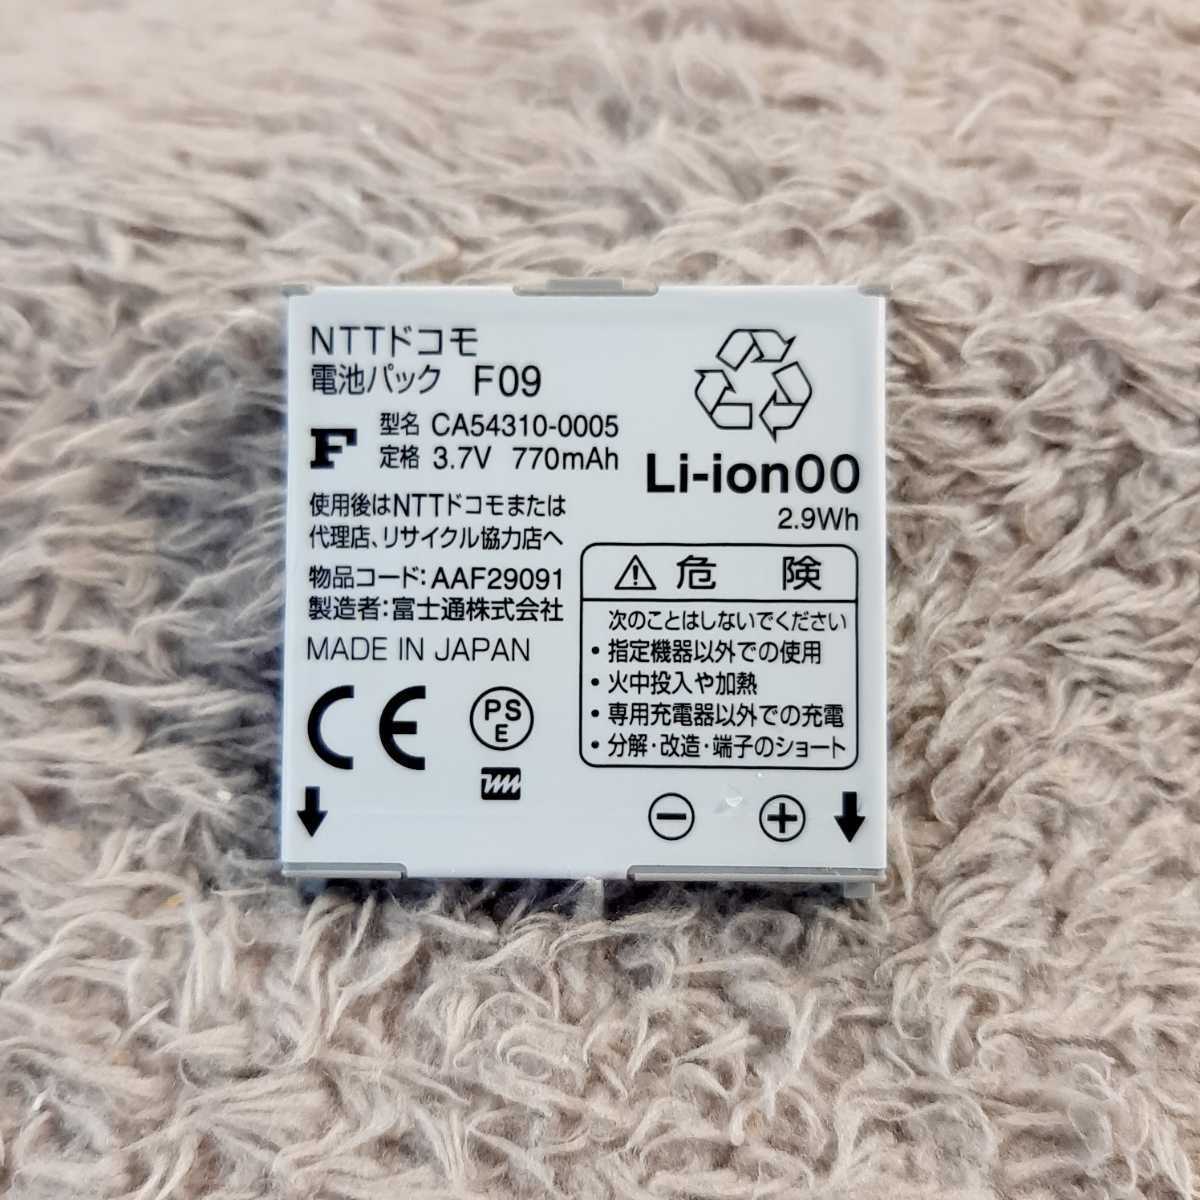 NTTドコモ
電池パック F09
F
型名 CA54310-0005
定格 3.7V 770mAh
使用後はNTTドコモまたは
代理店、リサイクル協力店へ
物品コード:AAF29091
製造者:富士通株式会社
MADE IN JAPAN
CE
PS
E
Li-ion00
2.9Wh
⚠危 険
次のことはしないでください
・指定機器以外での使用
・火中投入や加熱
・専用充電器以外での充電
・分解・改造・端子のショート
⊖ ⊕